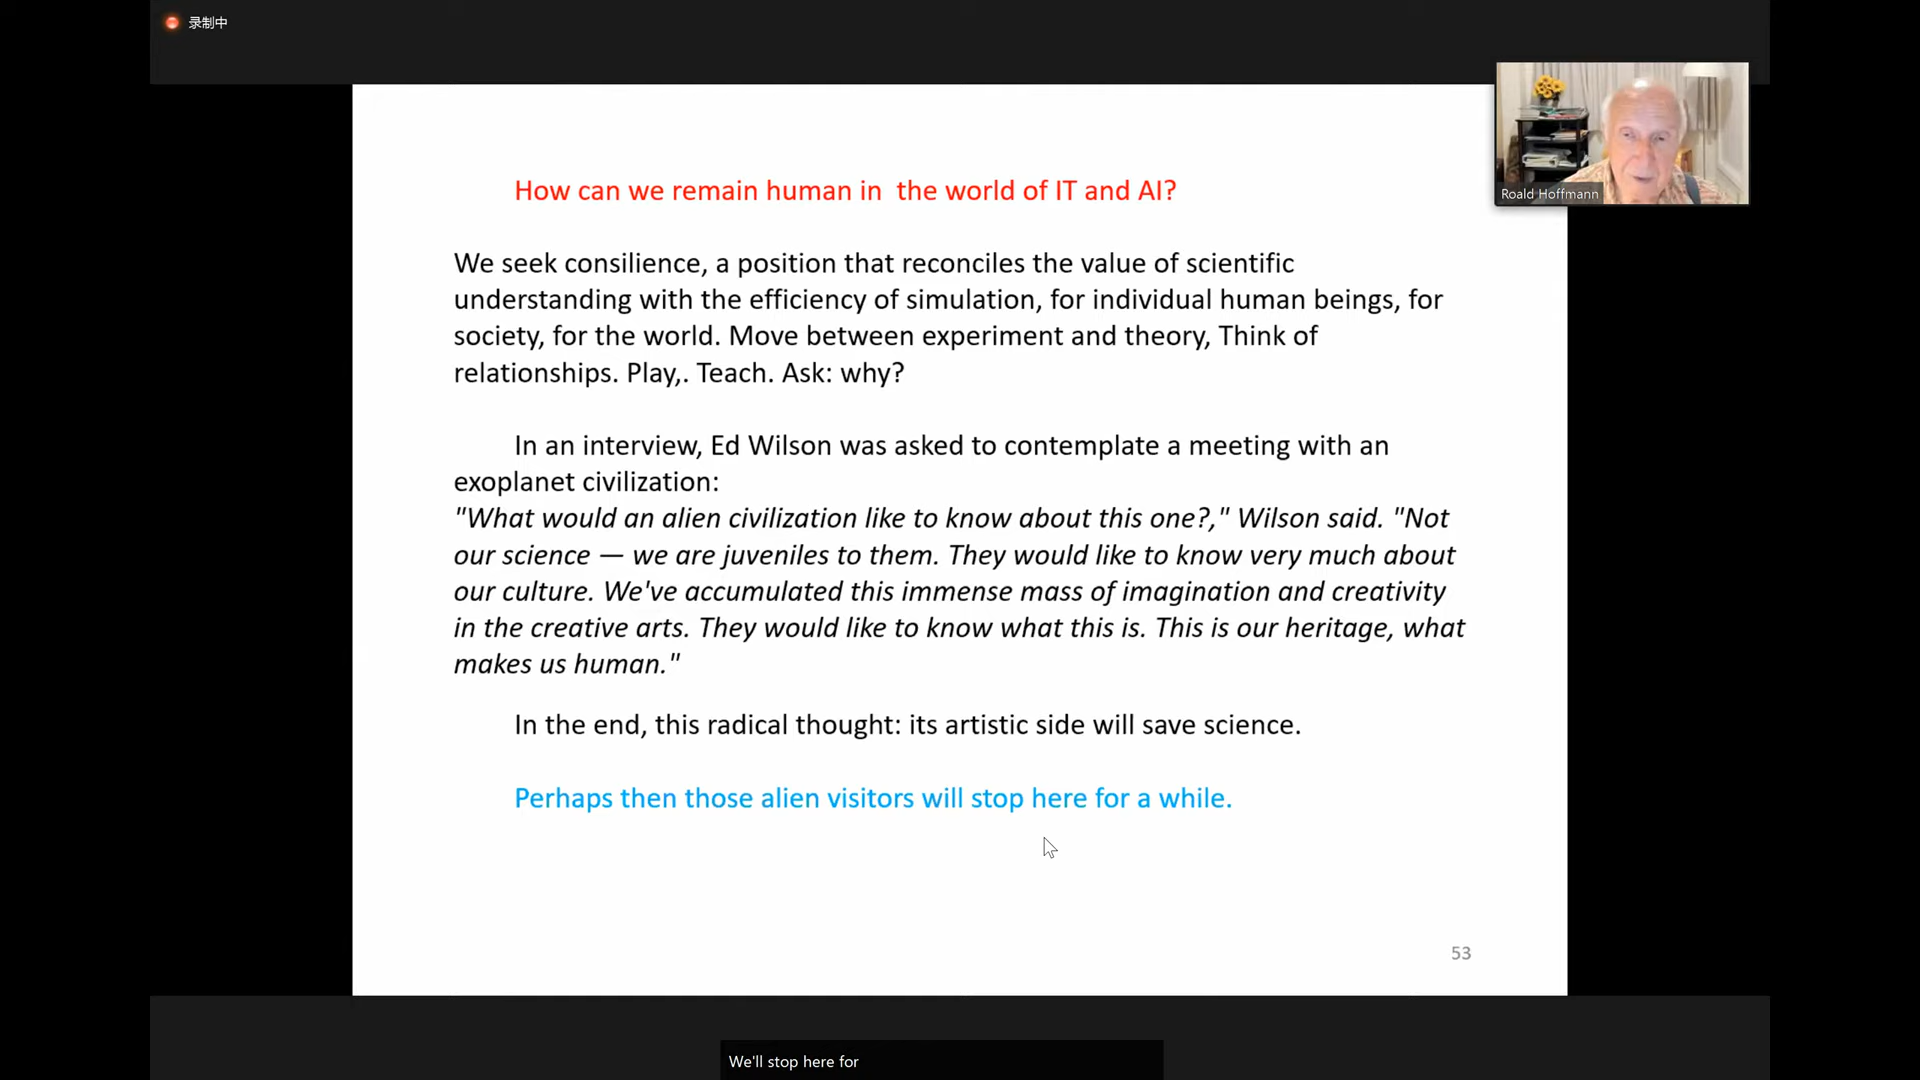 录制中
Roald Hoffmann
How can we remain human in  the world of IT and AI?
We seek consilience, a position that reconciles the value of scientific
understanding with the efficiency of simulation, for individual human beings, for
society, for the world. Move between experiment and theory, Think of
relationships. Play,. Teach. Ask: why?
In an interview, Ed Wilson was asked to contemplate a meeting with an
exoplanet civilization:
"What would an alien civilization like to know about this one?," Wilson said. "Not
our science — we are juveniles to them. They would like to know very much about
our culture. We've accumulated this immense mass of imagination and creativity
in the creative arts. They would like to know what this is. This is our heritage, what
makes us human."
In the end, this radical thought: its artistic side will save science.
Perhaps then those alien visitors will stop here for a while.
53
We'll stop here for